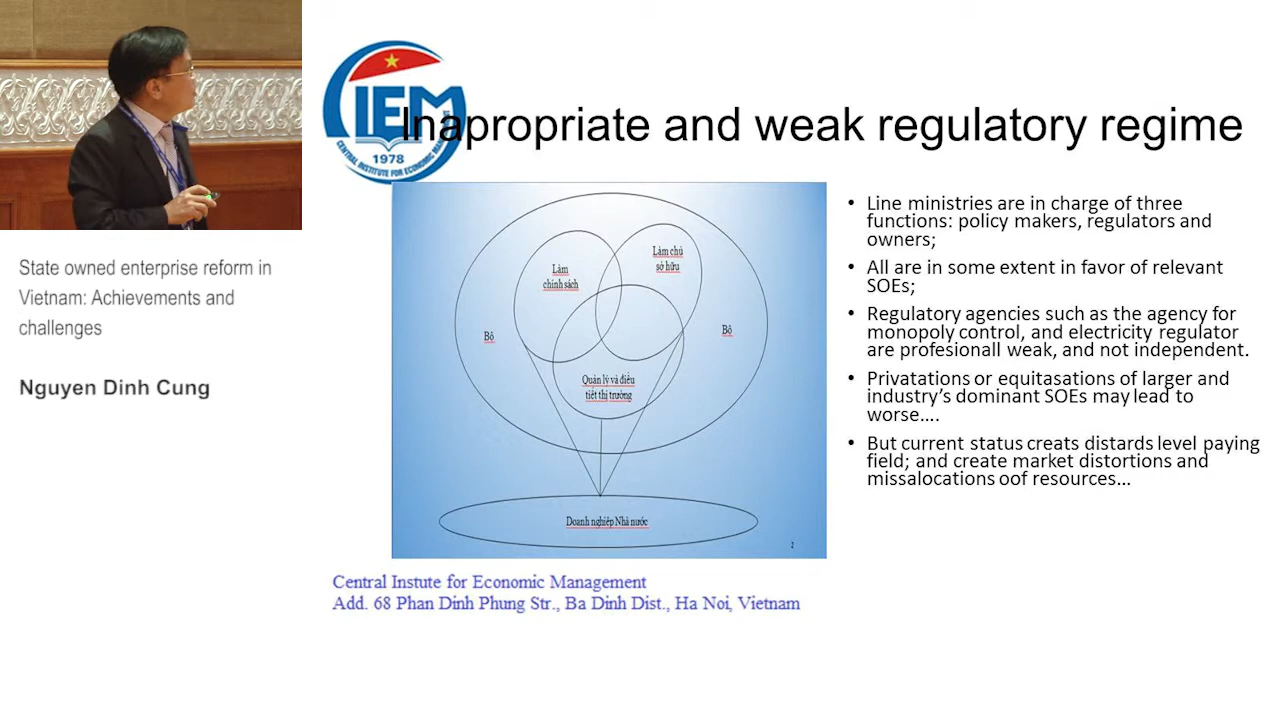 CIEM
1978
CENTRAL INSTITUTE FOR ECONOMIC
Inapropriate and weak regulatory regime
State owned enterprise reform in
Vietnam: Achievements and
challenges
Nguyen Dinh Cung
Làm
chính sách
Làm chủ
sở hữu
Bộ
Bộ
Quản lý và điều
tiết thị trường
Doanh nghiệp Nhà nước
2
• Line ministries are in charge of three
functions: policy makers, regulators and
owners;
• All are in some extent in favor of relevant
SOEs;
• Regulatory agencies such as the agency for
monopoly control, and electricity regulator
are profesionall weak, and not independent.
• Privatations or equitasations of larger and
industry's dominant SOEs may lead to
worse….
• But current status creats distards level paying
field; and create market distortions and
missalocations oof resources…
Central Instute for Economic Management
Add. 68 Phan Dinh Phung Str., Ba Dinh Dist., Ha Noi, Vietnam